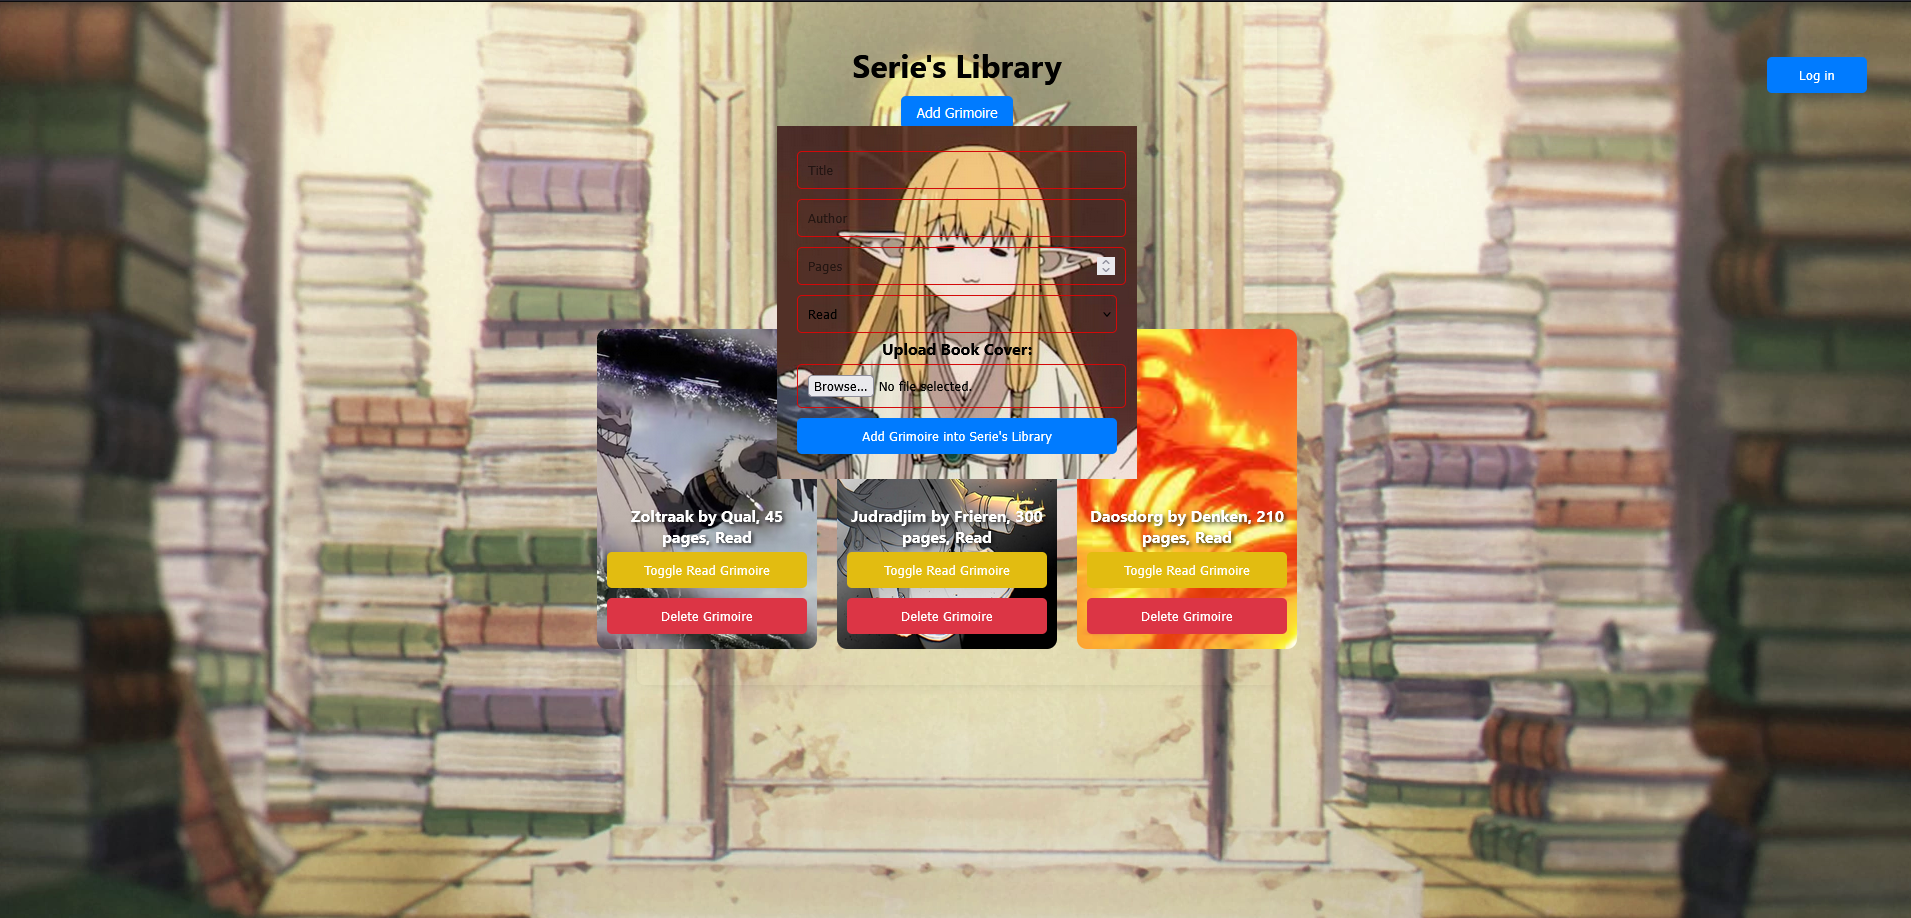 Serie's Library
Log in
Add Grimoire
Title
Author
Pages
Read
Upload Book Cover:
Browse... No file selected.
Add Grimoire into Serie's Library
Zoltraak by Qual, 45
pages, Read
Toggle Read Grimoire
Delete Grimoire
Judradjim by Frieren, 300
pages, Read
Toggle Read Grimoire
Delete Grimoire
Daosdorg by Denken, 210
pages, Read
Toggle Read Grimoire
Delete Grimoire